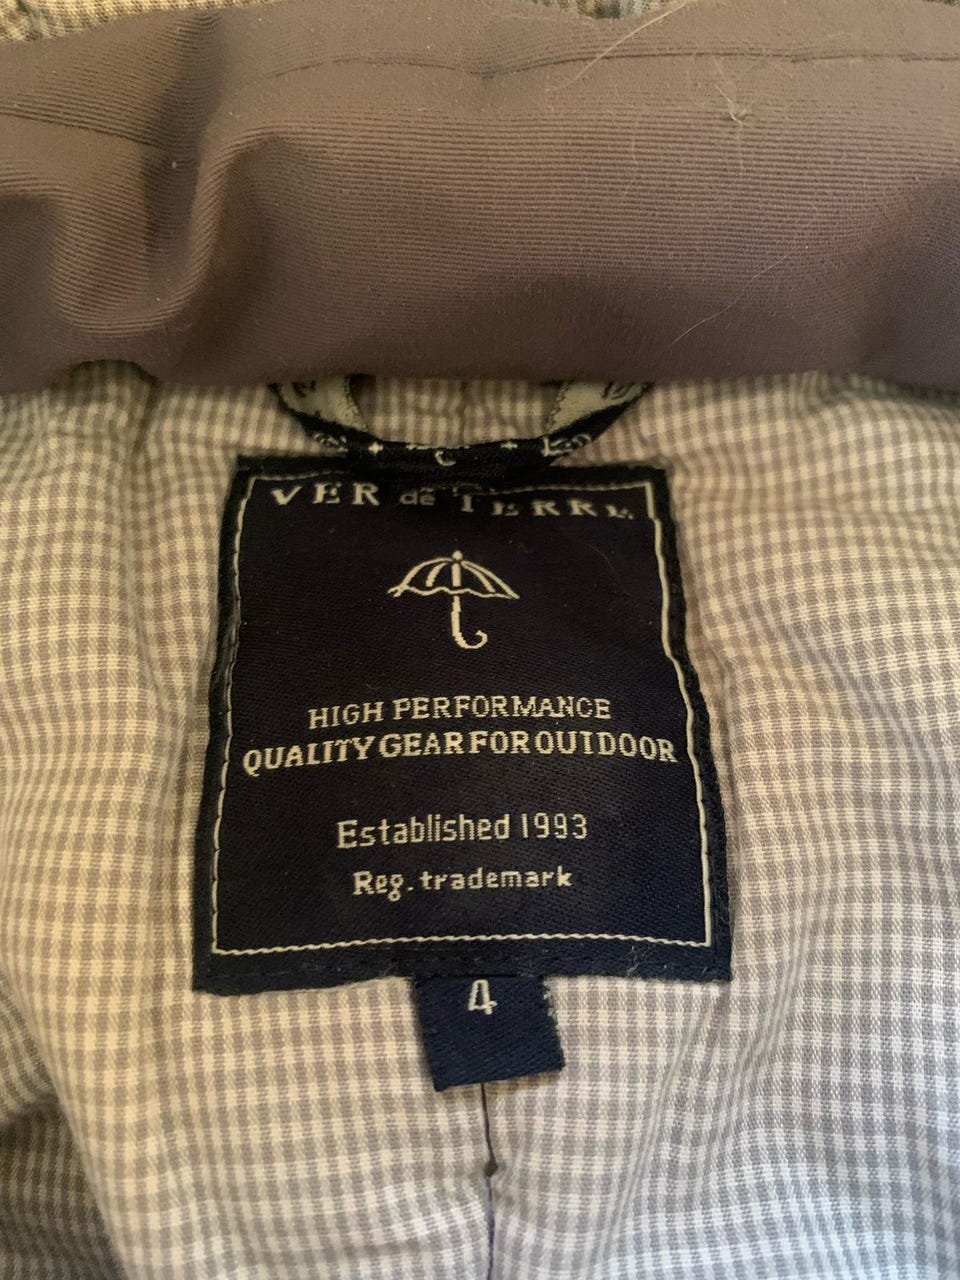 VER de TERRE
HIGH PERFORMANCE
QUALITY GEAR FOR OUTDOOR
Established 1993
Reg. trademark
4